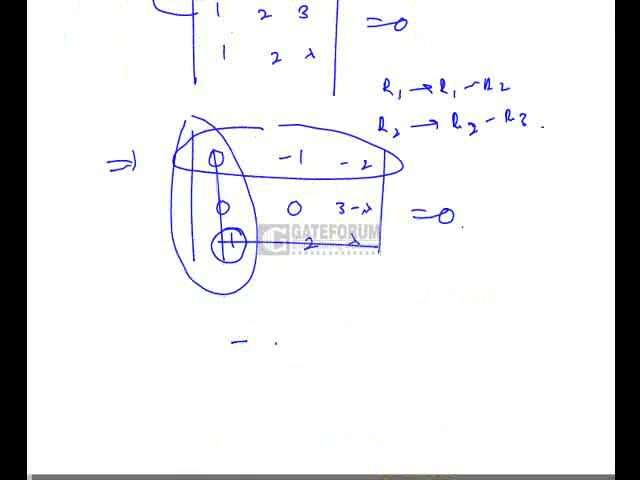 1 2 3 = 0
1 2 λ
R₁ → R₁ - R₂
R₂ → R₂ - R₃.
⇒ 0 -1 -2
0 0 3-λ = 0.
GATEFORUM
1 2 λ
-